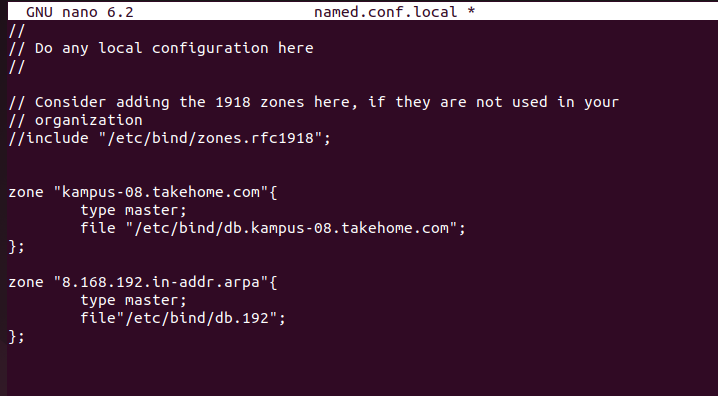 GNU nano 6.2 named.conf.local *
//
// Do any local configuration here
//
// Consider adding the 1918 zones here, if they are not used in your
// organization
//include "/etc/bind/zones.rfc1918";
zone "kampus-08.takehome.com"{
type master;
file "/etc/bind/db.kampus-08.takehome.com";
};
zone "8.168.192.in-addr.arpa"{
type master;
file"/etc/bind/db.192";
};